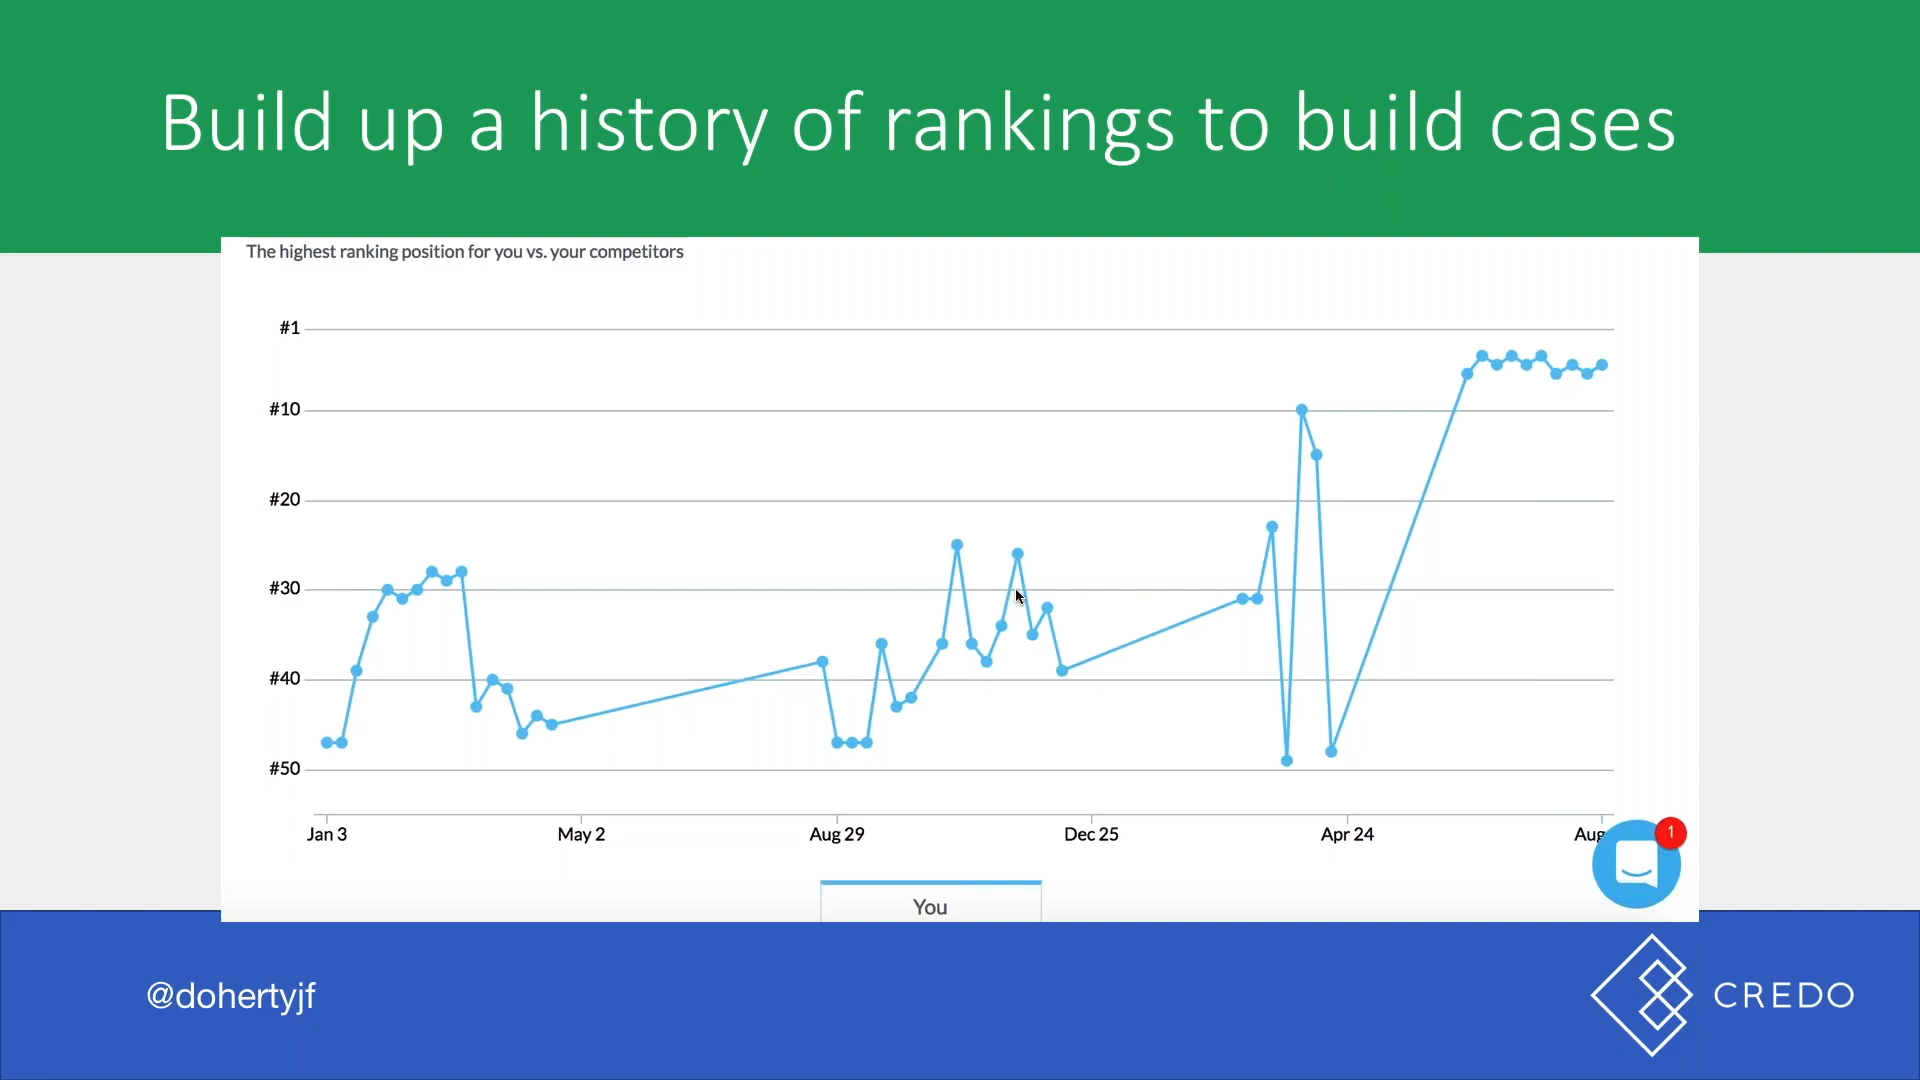 Build up a history of rankings to build cases
The highest ranking position for you vs. your competitors
#1
#10
#20
#30
#40
#50
Jan 3
May 2
Aug 29
Dec 25
Apr 24
Aug
1
You
@dohertyjf
CREDO